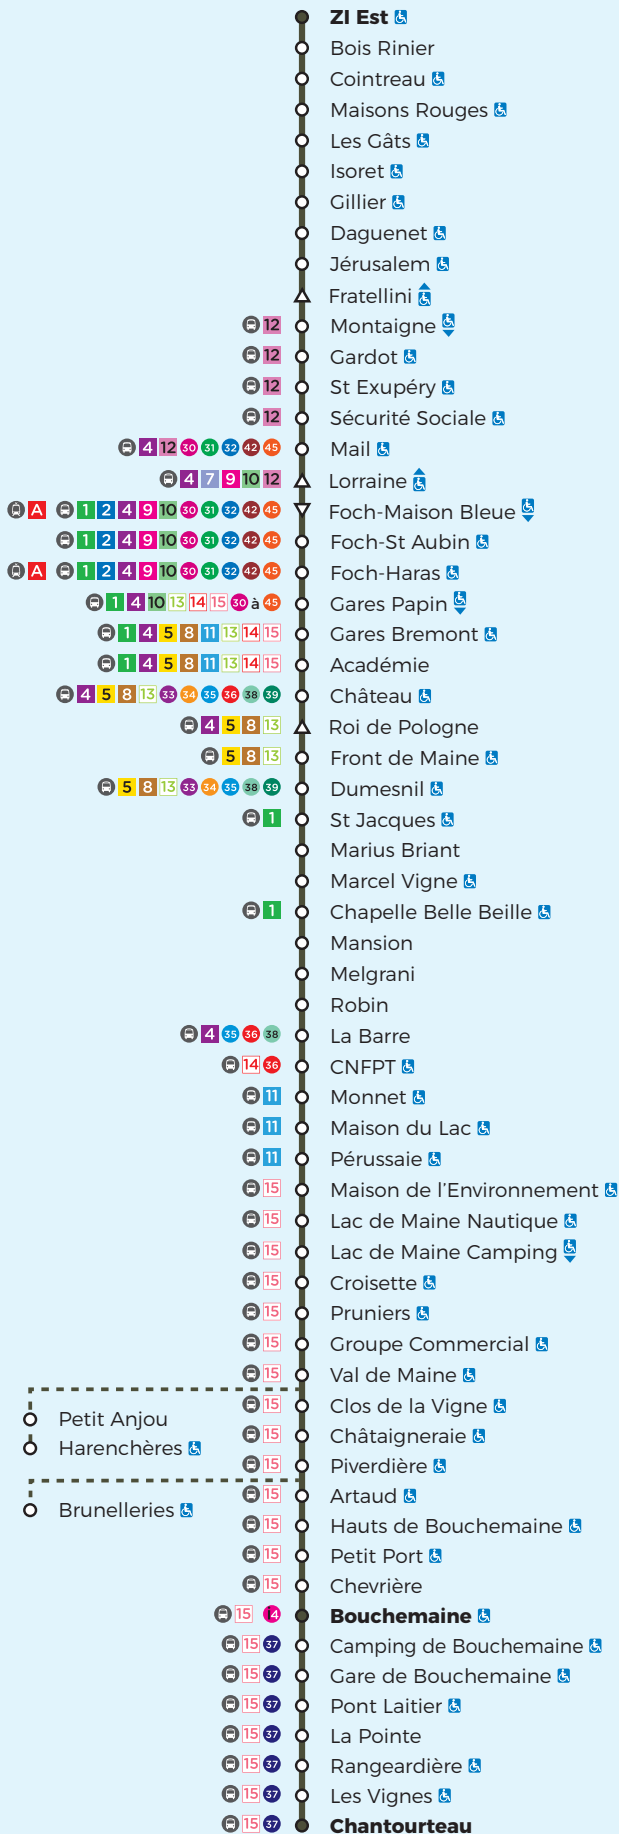 ZI Est
Bois Rinier
Cointreau
Maisons Rouges
Les Gâts
Isoret
Gillier
Daguenet
Jérusalem
Fratellini
12 Montaigne
12 Gardot
12 St Exupéry
12 Sécurité Sociale
4 12 30 31 32 42 45 Mail
4 7 9 10 12 Lorraine
A 1 2 4 9 10 30 31 32 42 45 Foch-Maison Bleue
1 2 4 9 10 30 31 32 42 45 Foch-St Aubin
A 1 2 4 9 10 30 31 32 42 45 Foch-Haras
1 4 10 13 14 15 30 à 45 Gares Papin
1 4 5 8 11 13 14 15 Gares Bremont
1 4 5 8 11 13 14 15 Académie
4 5 8 13 33 34 35 36 38 39 Château
4 5 8 13 Roi de Pologne
5 8 13 Front de Maine
5 8 13 33 34 35 38 39 Dumesnil
1 St Jacques
Marius Briant
Marcel Vigne
1 Chapelle Belle Beille
Mansion
Melgrani
Robin
4 35 36 38 La Barre
14 36 CNFPT
11 Monnet
11 Maison du Lac
11 Pérussaie
15 Maison de l'Environnement
15 Lac de Maine Nautique
15 Lac de Maine Camping
15 Croisette
15 Pruniers
15 Groupe Commercial
15 Val de Maine
15 Clos de la Vigne
Petit Anjou
15 Châtaigneraie
Harenchères
15 Piverdière
15 Artaud
Brunelleries
15 Hauts de Bouchemaine
15 Petit Port
15 Chevrière
15 i4 Bouchemaine
15 37 Camping de Bouchemaine
15 37 Gare de Bouchemaine
15 37 Pont Laitier
15 37 La Pointe
15 37 Rangeardière
15 37 Les Vignes
15 37 Chantourteau